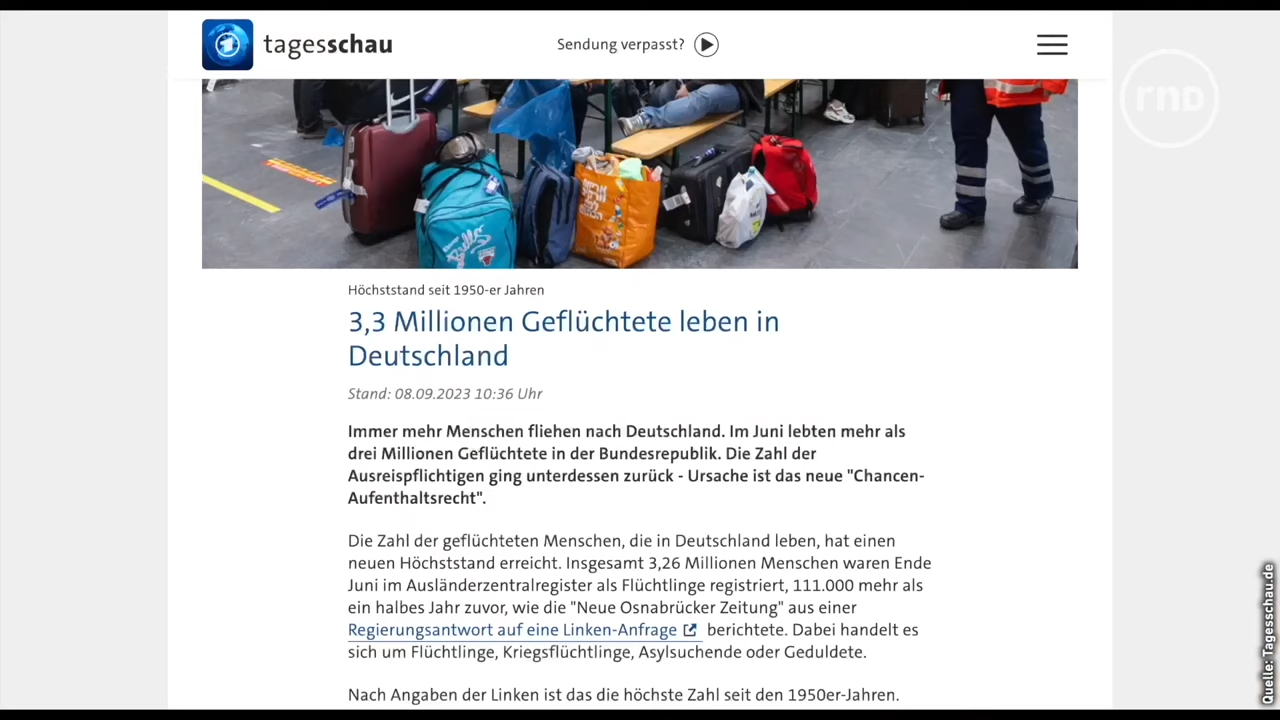 tagesschau
Sendung verpasst?
rnd
Höchststand seit 1950-er Jahren
3,3 Millionen Geflüchtete leben in
Deutschland
Stand: 08.09.2023 10:36 Uhr
Immer mehr Menschen fliehen nach Deutschland. Im Juni lebten mehr als
drei Millionen Geflüchtete in der Bundesrepublik. Die Zahl der
Ausreispflichtigen ging unterdessen zurück - Ursache ist das neue "Chancen-
Aufenthaltsrecht".
Die Zahl der geflüchteten Menschen, die in Deutschland leben, hat einen
neuen Höchststand erreicht. Insgesamt 3,26 Millionen Menschen waren Ende
Juni im Ausländerzentralregister als Flüchtlinge registriert, 111.000 mehr als
ein halbes Jahr zuvor, wie die "Neue Osnabrücker Zeitung" aus einer
Regierungsantwort auf eine Linken-Anfrage berichtete. Dabei handelt es
sich um Flüchtlinge, Kriegsflüchtlinge, Asylsuchende oder Geduldete.
Nach Angaben der Linken ist das die höchste Zahl seit den 1950er-Jahren.
Quelle: Tagesschau.de